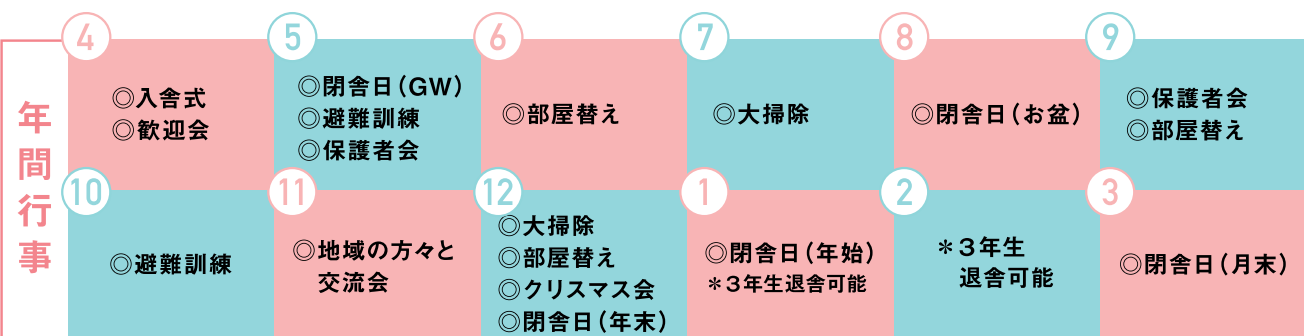 年間行事
4
◎入舎式
◎歓迎会
5
◎閉舎日(GW)
◎避難訓練
◎保護者会
6
◎部屋替え
7
◎大掃除
8
◎閉舎日(お盆)
9
◎保護者会
◎部屋替え
10
◎避難訓練
11
◎地域の方々と
交流会
12
◎大掃除
◎部屋替え
◎クリスマス会
◎閉舎日(年末)
1
◎閉舎日(年始)
*3年生退舎可能
2
*3年生
退舎可能
3
◎閉舎日(月末)